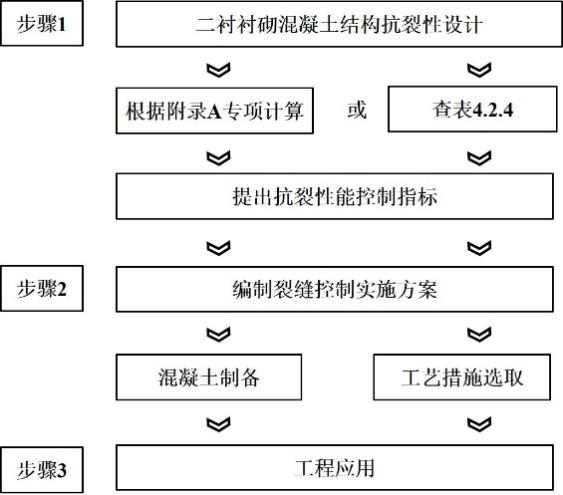 步骤1
二衬衬砌混凝土结构抗裂性设计
根据附录A专项计算
或
查表4.2.4
提出抗裂性能控制指标
步骤2
编制裂缝控制实施方案
混凝土制备
工艺措施选取
步骤3
工程应用